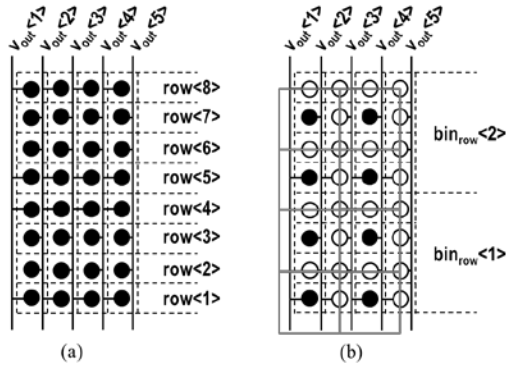 Vout<1> Vout<2> Vout<3> Vout<4> Vout<5>
row<8>
row<7>
row<6>
row<5>
row<4>
row<3>
row<2>
row<1>
(a)
Vout<1> Vout<2> Vout<3> Vout<4> Vout<5>
binrow<2>
binrow<1>
(b)